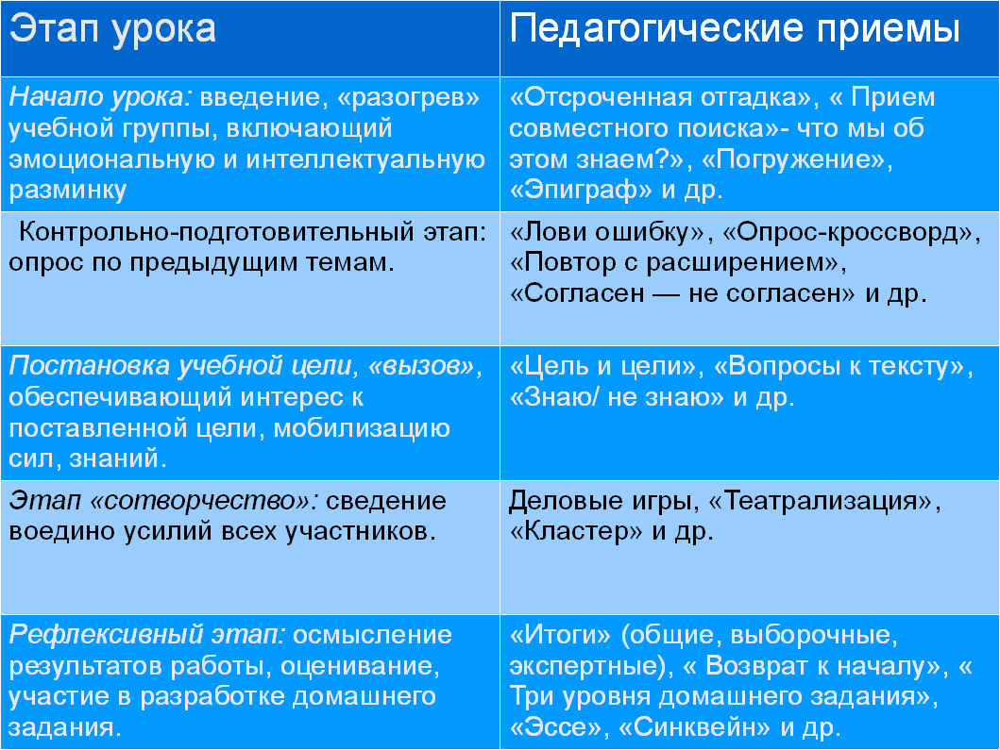 Этап урока
Педагогические приемы
Начало урока: введение, «разогрев»
учебной группы, включающий
эмоциональную и интеллектуальную
разминку
«Отсроченная отгадка», « Прием
совместного поиска»- что мы об
этом знаем?», «Погружение»,
«Эпиграф» и др.
Контрольно-подготовительный этап:
опрос по предыдущим темам.
«Лови ошибку», «Опрос-кроссворд»,
«Повтор с расширением»,
«Согласен — не согласен» и др.
Постановка учебной цели, «вызов»,
обеспечивающий интерес к
поставленной цели, мобилизацию
сил, знаний.
«Цель и цели», «Вопросы к тексту»,
«Знаю/ не знаю» и др.
Этап «сотворчество»: сведение
воедино усилий всех участников.
Деловые игры, «Театрализация»,
«Кластер» и др.
Рефлексивный этап: осмысление
результатов работы, оценивание,
участие в разработке домашнего
задания.
«Итоги» (общие, выборочные,
экспертные), « Возврат к началу», «
Три уровня домашнего задания»,
«Эссе», «Синквейн» и др.